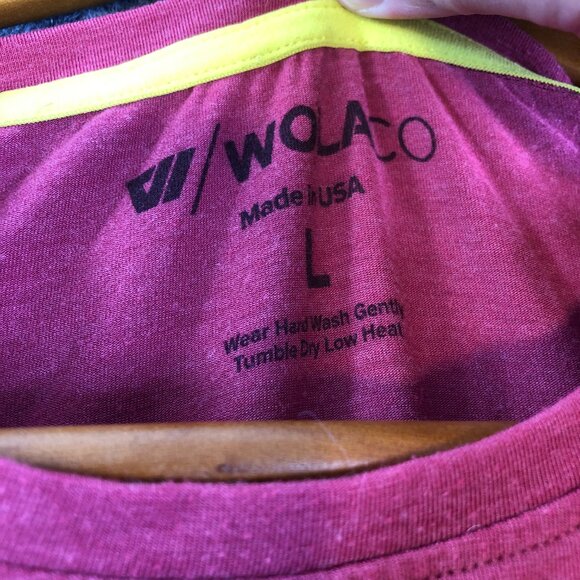 W/WOLACO
Made in USA
L
Wear Hard Wash Gently
Tumble Dry Low Heat